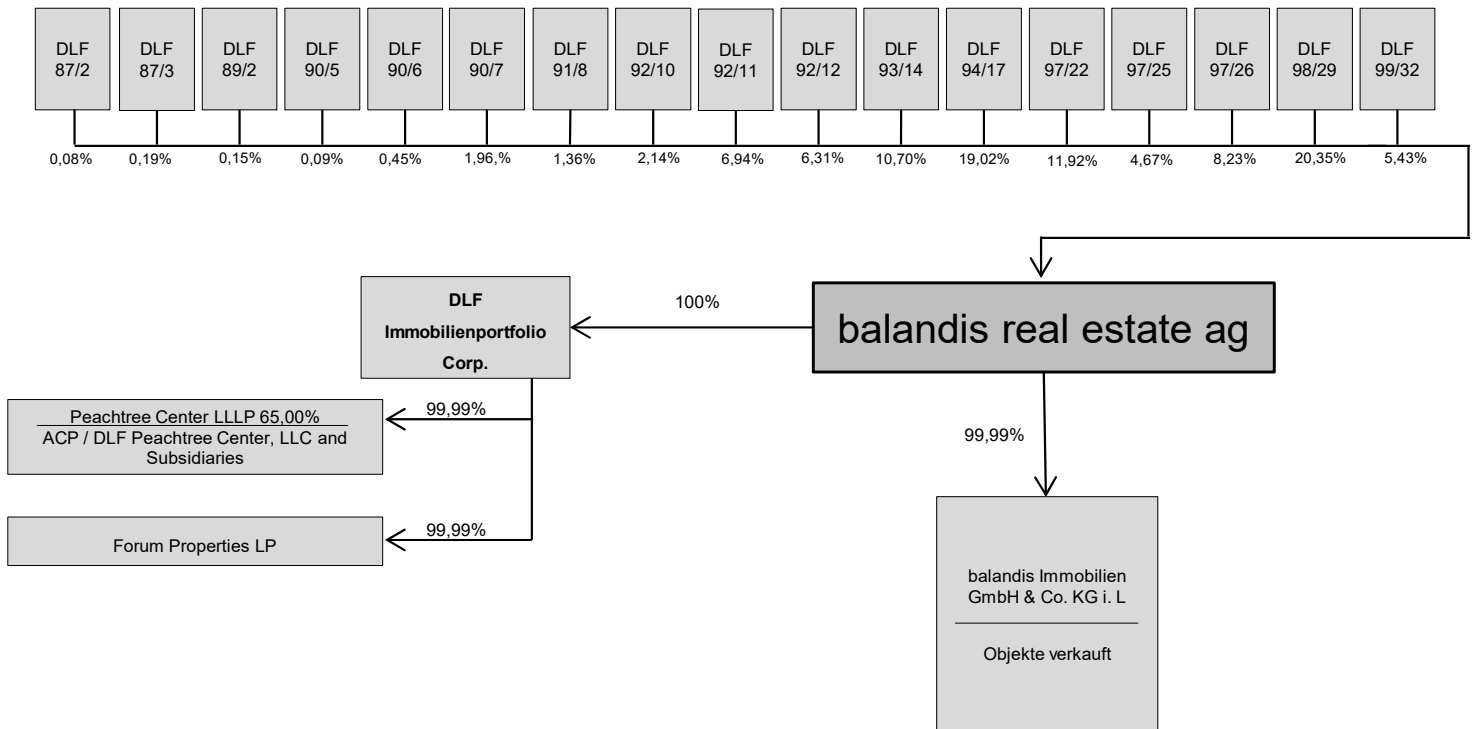 DLF
87/2
DLF
87/3
DLF
89/2
DLF
90/5
DLF
90/6
DLF
90/7
DLF
91/8
DLF
92/10
DLF
92/11
DLF
92/12
DLF
93/14
DLF
94/17
DLF
97/22
DLF
97/25
DLF
97/26
DLF
98/29
DLF
99/32
0,08%
0,19%
0,15%
0,09%
0,45%
1,96,%
1,36%
2,14%
6,94%
6,31%
10,70%
19,02%
11,92%
4,67%
8,23%
20,35%
5,43%
DLF
Immobilienportfolio
Corp.
100%
balandis real estate ag
Peachtree Center LLLP 65,00%
ACP / DLF Peachtree Center, LLC and
Subsidiaries
99,99%
Forum Properties LP
99,99%
99,99%
balandis Immobilien
GmbH & Co. KG i. L
Objekte verkauft